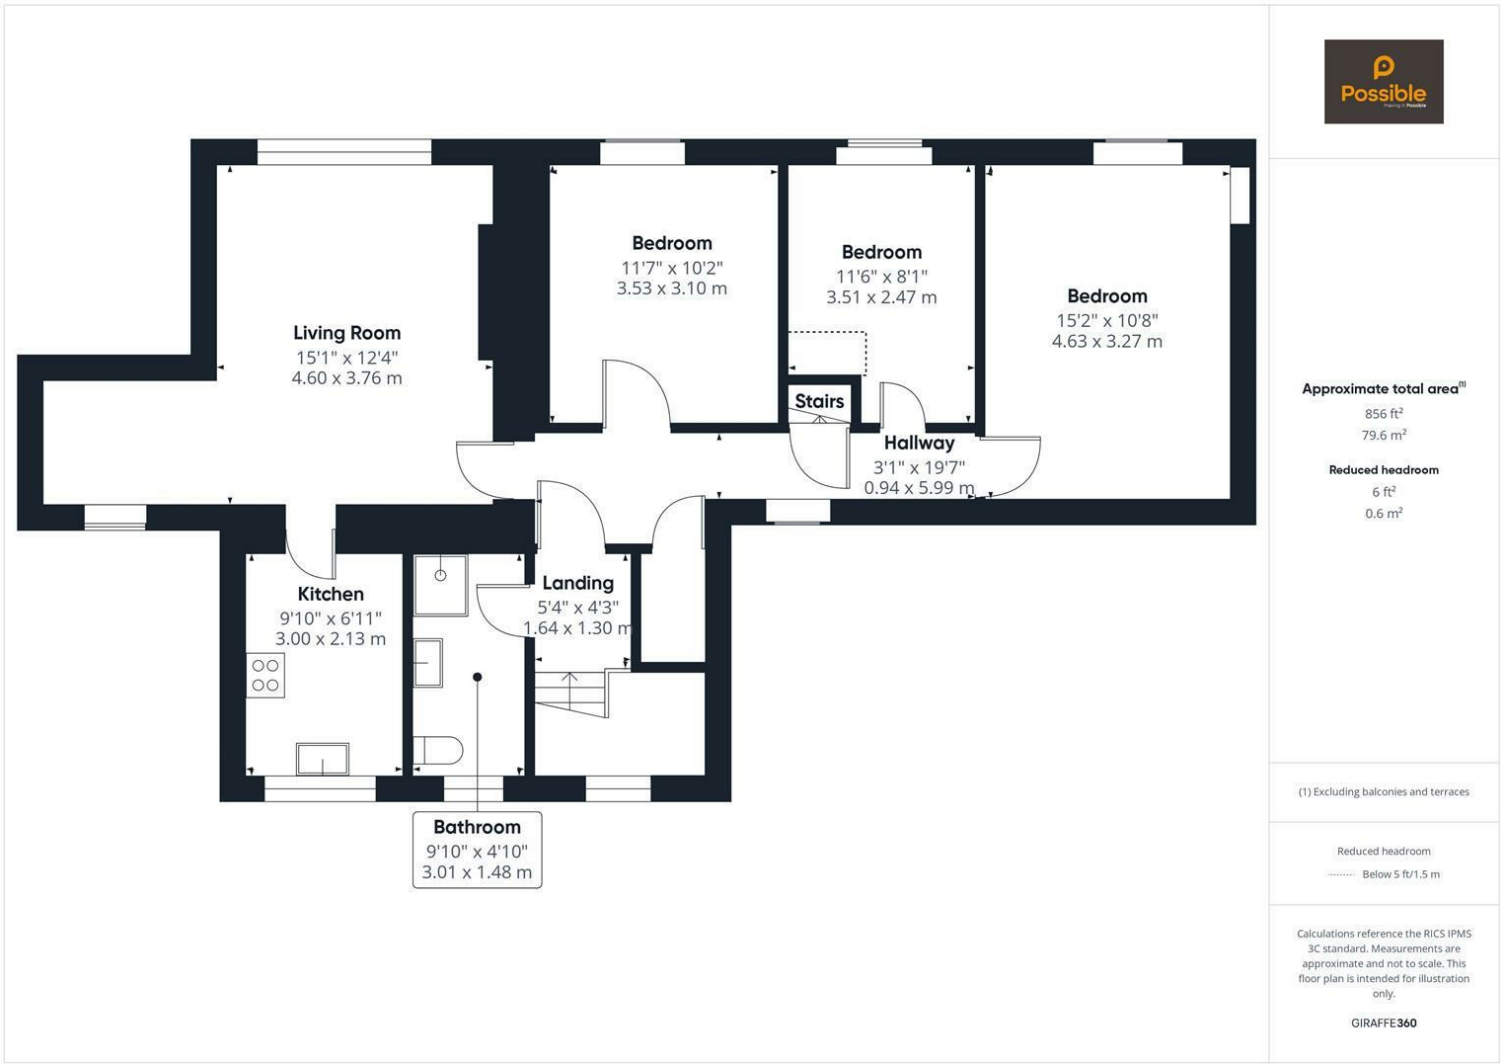 Possible
Making it Possible
Bedroom
11'7" x 10'2"
3.53 x 3.10 m
Bedroom
11'6" x 8'1"
3.51 x 2.47 m
Bedroom
15'2" x 10'8"
4.63 x 3.27 m
Living Room
15'1" x 12'4"
4.60 x 3.76 m
Stairs
Hallway
3'1" x 19'7"
0.94 x 5.99 m
Kitchen
9'10" x 6'11"
3.00 x 2.13 m
Landing
5'4" x 4'3"
1.64 x 1.30 m
Bathroom
9'10" x 4'10"
3.01 x 1.48 m
Approximate total area⁽¹⁾
856 ft²
79.6 m²
Reduced headroom
6 ft²
0.6 m²
(1) Excluding balconies and terraces
Reduced headroom
Below 5 ft/1.5 m
Calculations reference the RICS IPMS
3C standard. Measurements are
approximate and not to scale. This
floor plan is intended for illustration
only.
GIRAFFE360